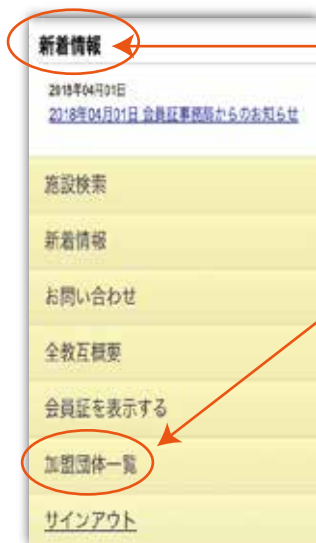 新着情報
2018年04月01日
2018年04月01日 会員証事務局からのお知らせ
施設検索
新着情報
お問い合わせ
全教互概要
会員証を表示する
加盟団体一覧
サインアウト